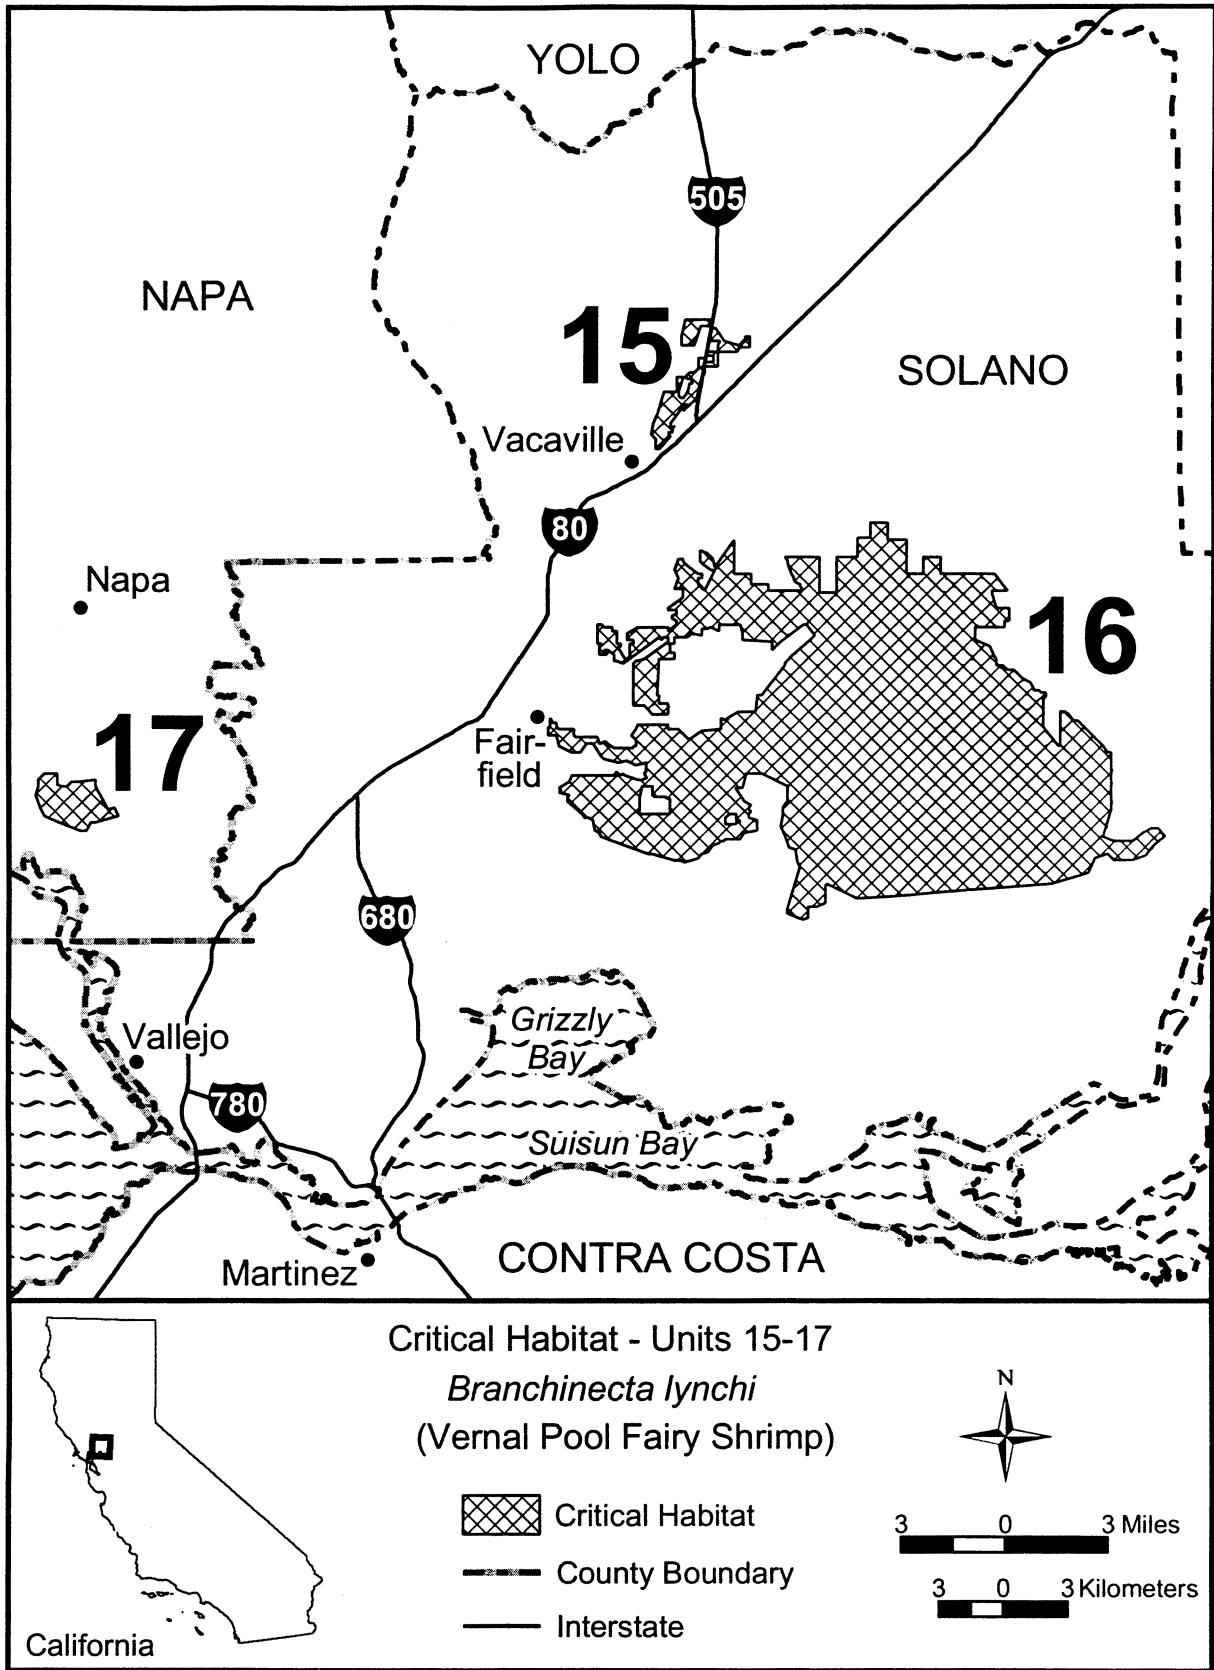 YOLO
505
NAPA
15
SOLANO
Vacaville
80
Napa
16
17
Fair-
field
680
Grizzly
Bay
Vallejo
780
Suisun Bay
CONTRA COSTA
Martinez
Critical Habitat - Units 15-17
Branchinecta lynchi
(Vernal Pool Fairy Shrimp)
N
Critical Habitat
3 0 3 Miles
County Boundary
3 0 3 Kilometers
Interstate
California